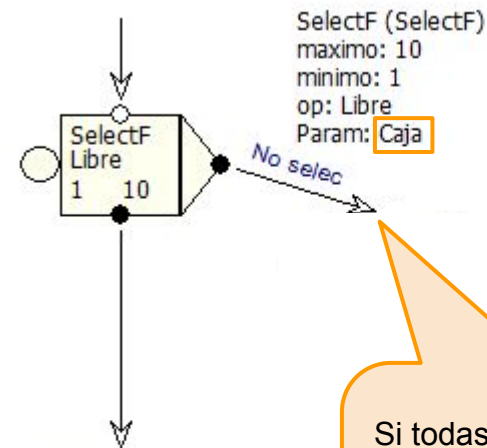 SelectF (SelectF)
maximo: 10
minimo: 1
op: Libre
Param: Caja
SelectF
Libre
1 10
No selec
Si todas